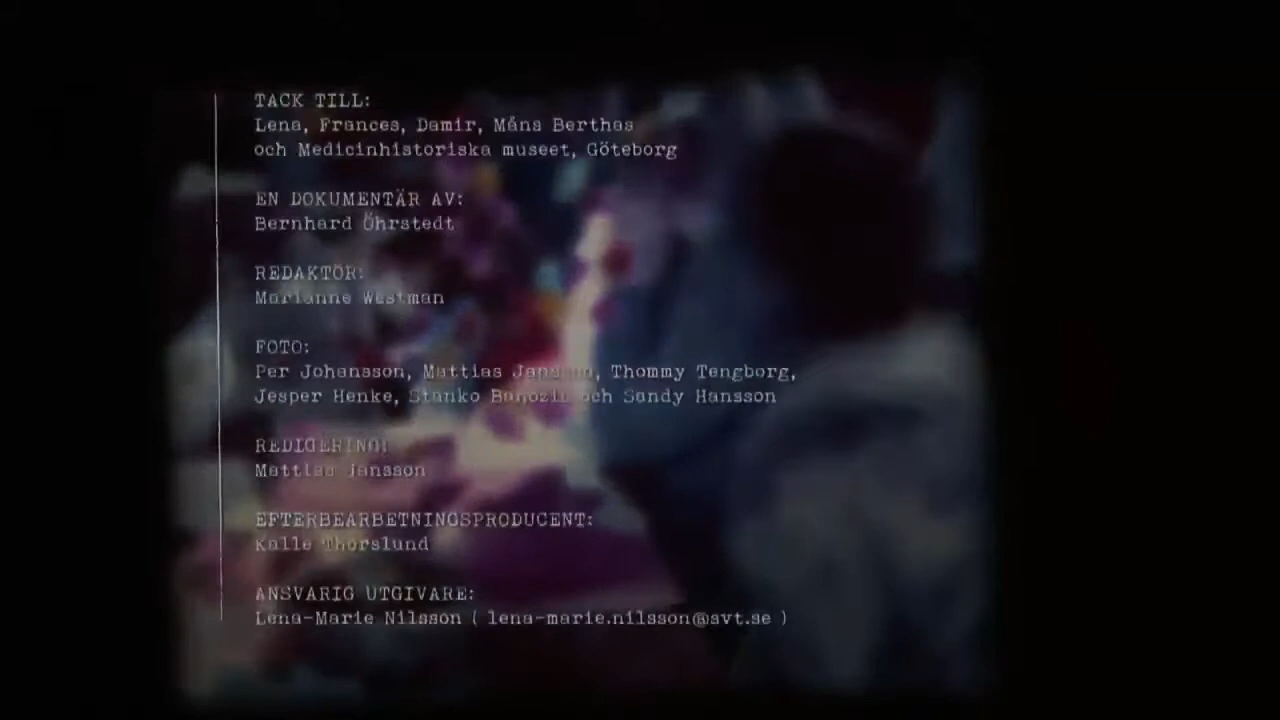 TACK TILL:
Lena, Frances, Damir, Måns Berthas
och Medicinhistoriska museet, Göteborg
EN DOKUMENTÄR AV:
Bernhard Öhrstedt
REDAKTÖR:
Marianne Westman
FOTO:
Per Johansson, Mattias Jansson, Thommy Tengborg,
Jesper Henke, Stanko och Sandy Hansson
REDIGERING:
Mattias Jansson
EFTERBEARBETNINGSPRODUCENT:
Kalle Thorslund
ANSVARIG UTGIVARE:
Lena-Marie Nilsson ( lena-marie.nilsson@svt.se )